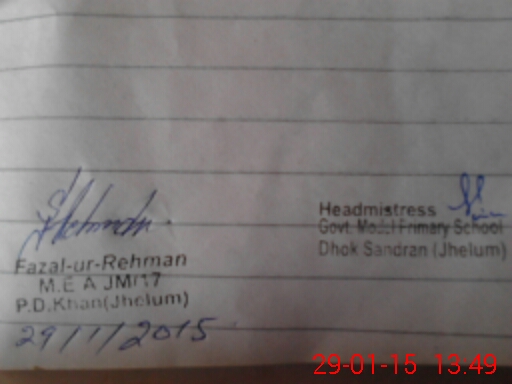 Fazal-ur-Rehman
M.E A JM/17
P.D.Khan(Jhelum)
29/1/2015
Headmistress
Govt. Model Primary School
Dhok Sandran (Jhelum)
29-01-15 13:49